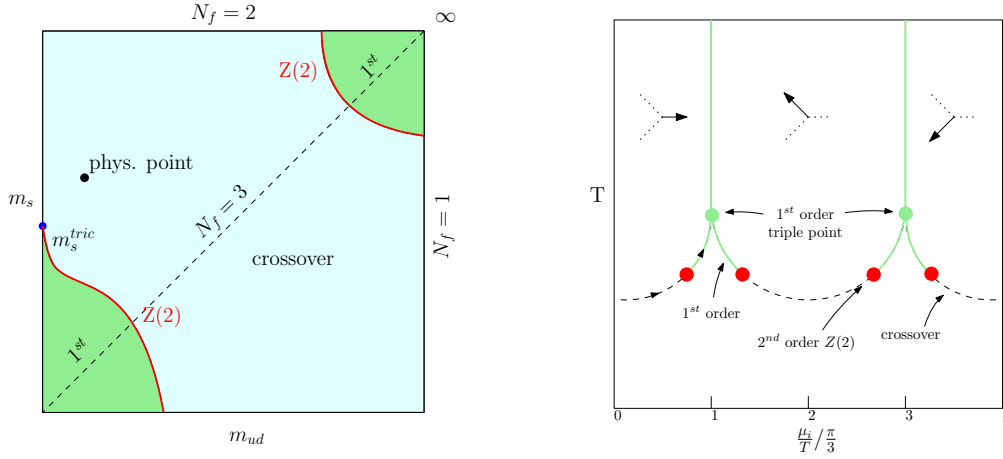 N_f = 2
∞
Z(2)
1^st
phys. point
m_s
m_s^tric
N_f = 3
N_f = 1
crossover
Z(2)
1^st
m_ud
T
1^st order
triple point
1^st order
2^nd order Z(2)
crossover
0
1
2
3
μ_i/T / π/3